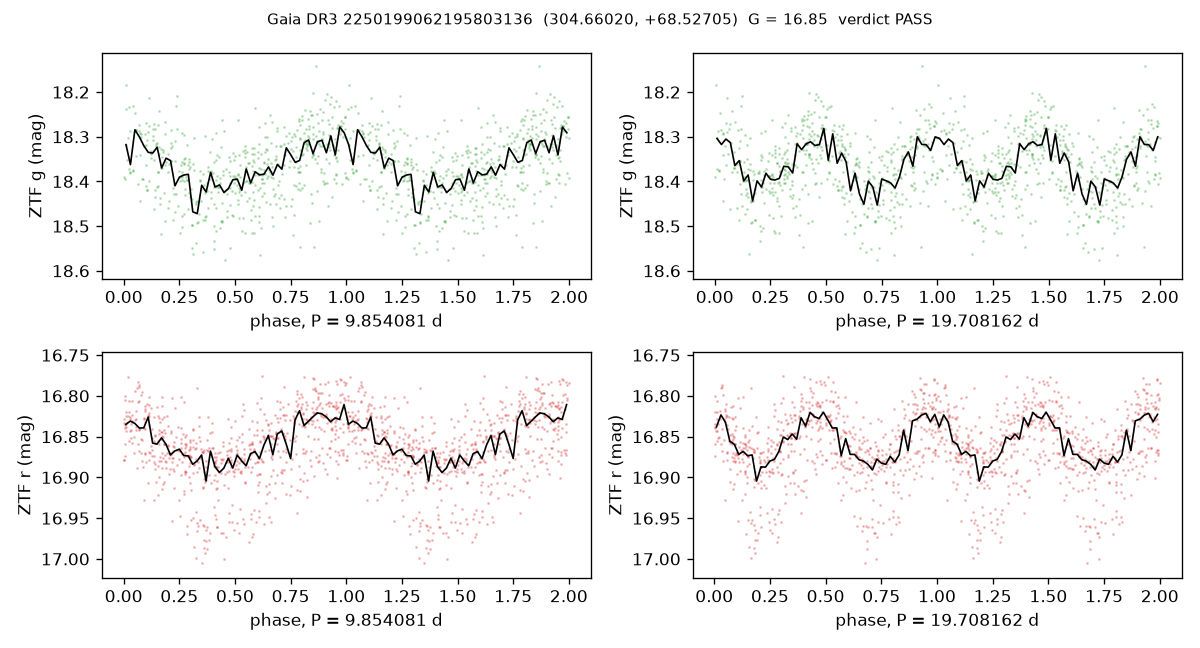 Gaia DR3 2250199062195803136  (304.66020, +68.52705)  G = 16.85  verdict PASS
ZTF g (mag)
18.2
18.3
18.4
18.5
18.6
0.00 0.25 0.50 0.75 1.00 1.25 1.50 1.75 2.00
phase, P = 9.854081 d
ZTF g (mag)
18.2
18.3
18.4
18.5
18.6
0.00 0.25 0.50 0.75 1.00 1.25 1.50 1.75 2.00
phase, P = 19.708162 d
ZTF r (mag)
16.75
16.80
16.85
16.90
16.95
17.00
0.00 0.25 0.50 0.75 1.00 1.25 1.50 1.75 2.00
phase, P = 9.854081 d
ZTF r (mag)
16.75
16.80
16.85
16.90
16.95
17.00
0.00 0.25 0.50 0.75 1.00 1.25 1.50 1.75 2.00
phase, P = 19.708162 d